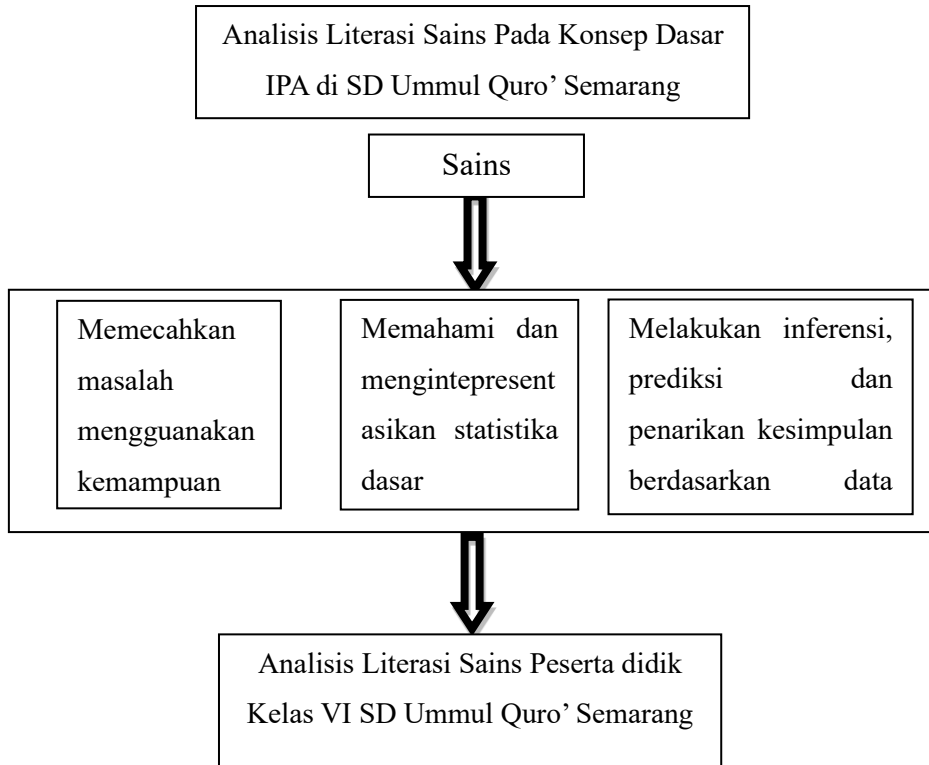 Analisis Literasi Sains Pada Konsep Dasar
IPA di SD Ummul Quro’ Semarang
Sains
Memecahkan
masalah
mengguanakan
kemampuan
Memahami dan
mengintepresent
asikan statistika
dasar
Melakukan inferensi,
prediksi dan
penarikan kesimpulan
berdasarkan data
Analisis Literasi Sains Peserta didik
Kelas VI SD Ummul Quro’ Semarang